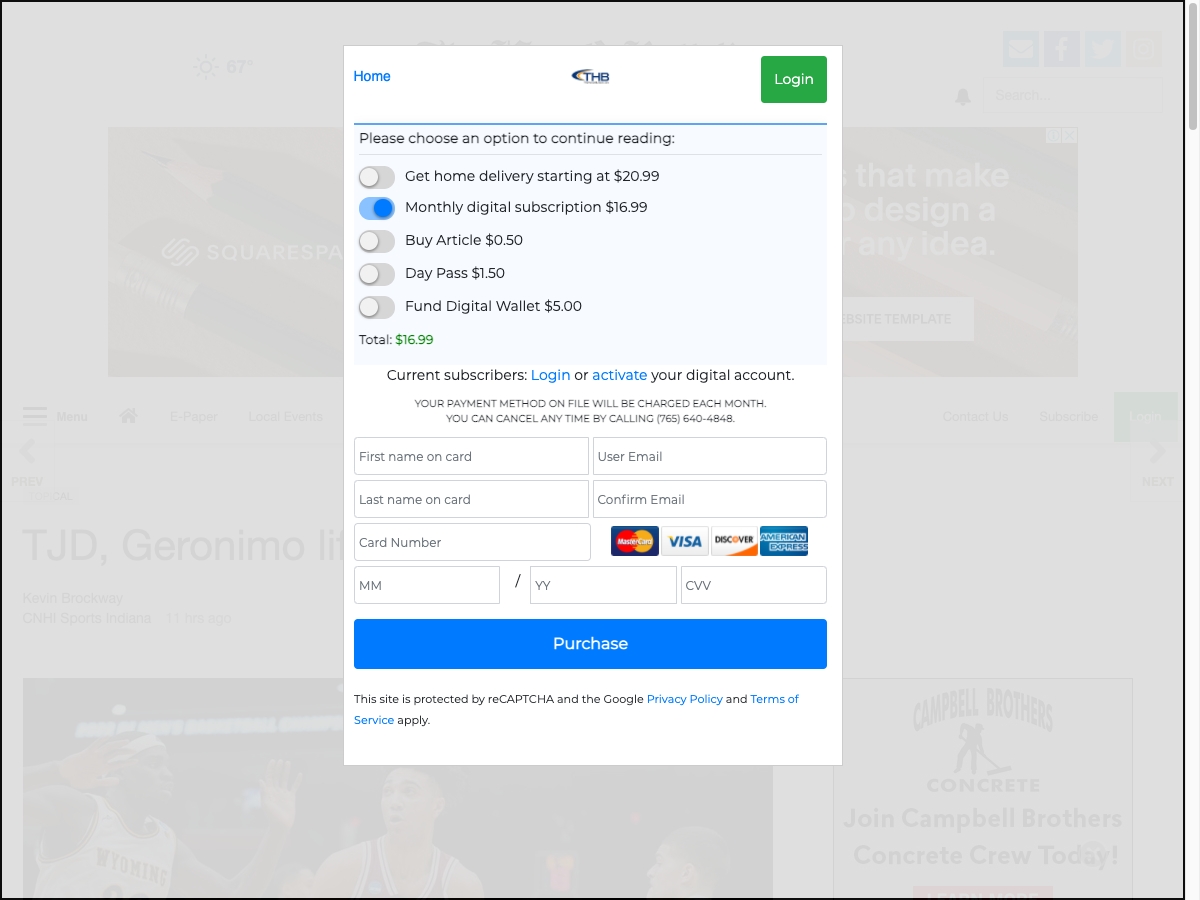 67°
Home
THB
Login
Search...
Please choose an option to continue reading:
Get home delivery starting at $20.99
Monthly digital subscription $16.99
Buy Article $0.50
Day Pass $1.50
Fund Digital Wallet $5.00
Total: $16.99
SQUARESPA
s that make
design a
any idea.
EBSITE TEMPLATE
Current subscribers: Login or activate your digital account.
YOUR PAYMENT METHOD ON FILE WILL BE CHARGED EACH MONTH.
YOU CAN CANCEL ANY TIME BY CALLING (765) 640-4848.
Menu
E-Paper
Local Events
Contact Us
Subscribe
Login
PREV
NEXT
First name on card
User Email
Last name on card
Confirm Email
Card Number
MasterCard
VISA
DISCOVER
AMERICAN EXPRESS
MM
/
YY
CVV
Purchase
TJD, Geronimo lif
Kevin Brockway
CNHI Sports Indiana
11 hrs ago
This site is protected by reCAPTCHA and the Google Privacy Policy and Terms of
Service apply.
WYOMING
CAMPBELL BROTHERS
CONCRETE
Join Campbell Brothers
Concrete Crew Today!
LEARN MORE